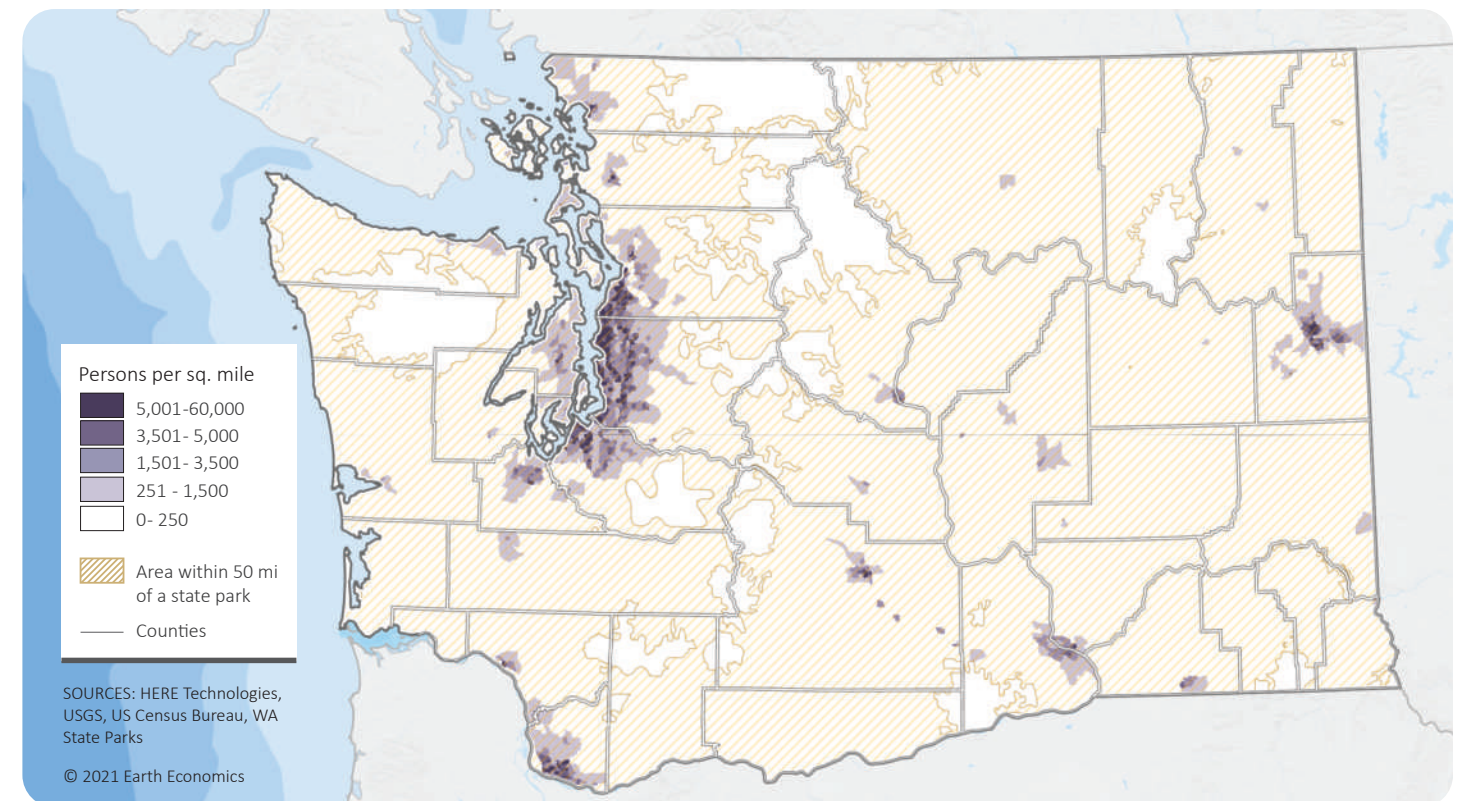 Persons per sq. mile
5,001-60,000
3,501- 5,000
1,501- 3,500
251 - 1,500
0- 250
Area within 50 mi
of a state park
Counties
SOURCES: HERE Technologies,
USGS, US Census Bureau, WA
State Parks
© 2021 Earth Economics